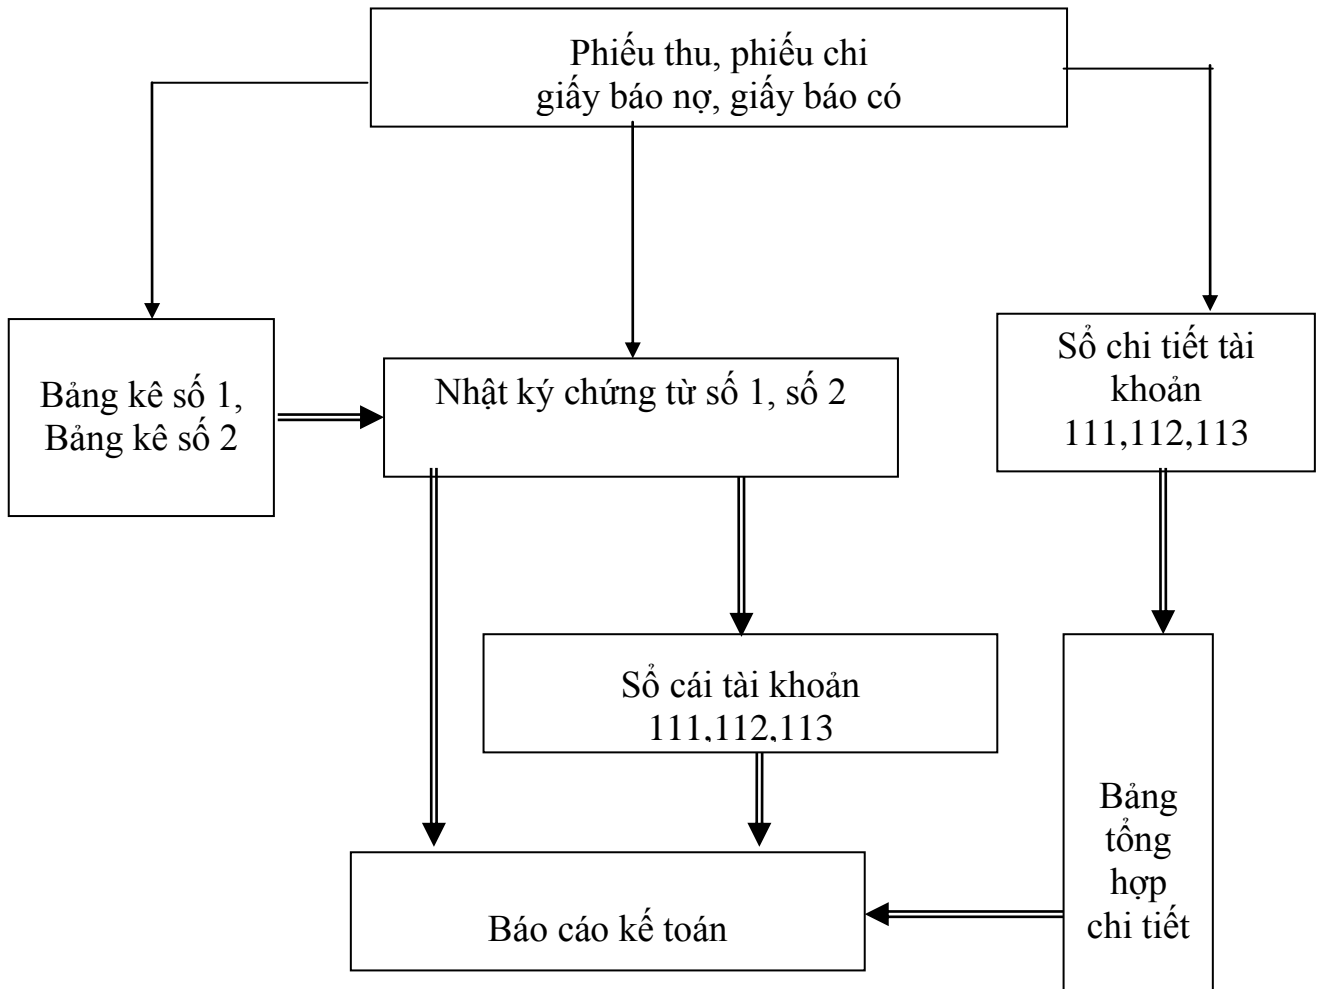 Phiếu thu, phiếu chi
giấy báo nợ, giấy báo có
Bảng kê số 1,
Bảng kê số 2
Nhật ký chứng từ số 1, số 2
Sổ chi tiết tài
khoản
111,112,113
Sổ cái tài khoản
111,112,113
Bảng
tổng
hợp
chi tiết
Báo cáo kế toán